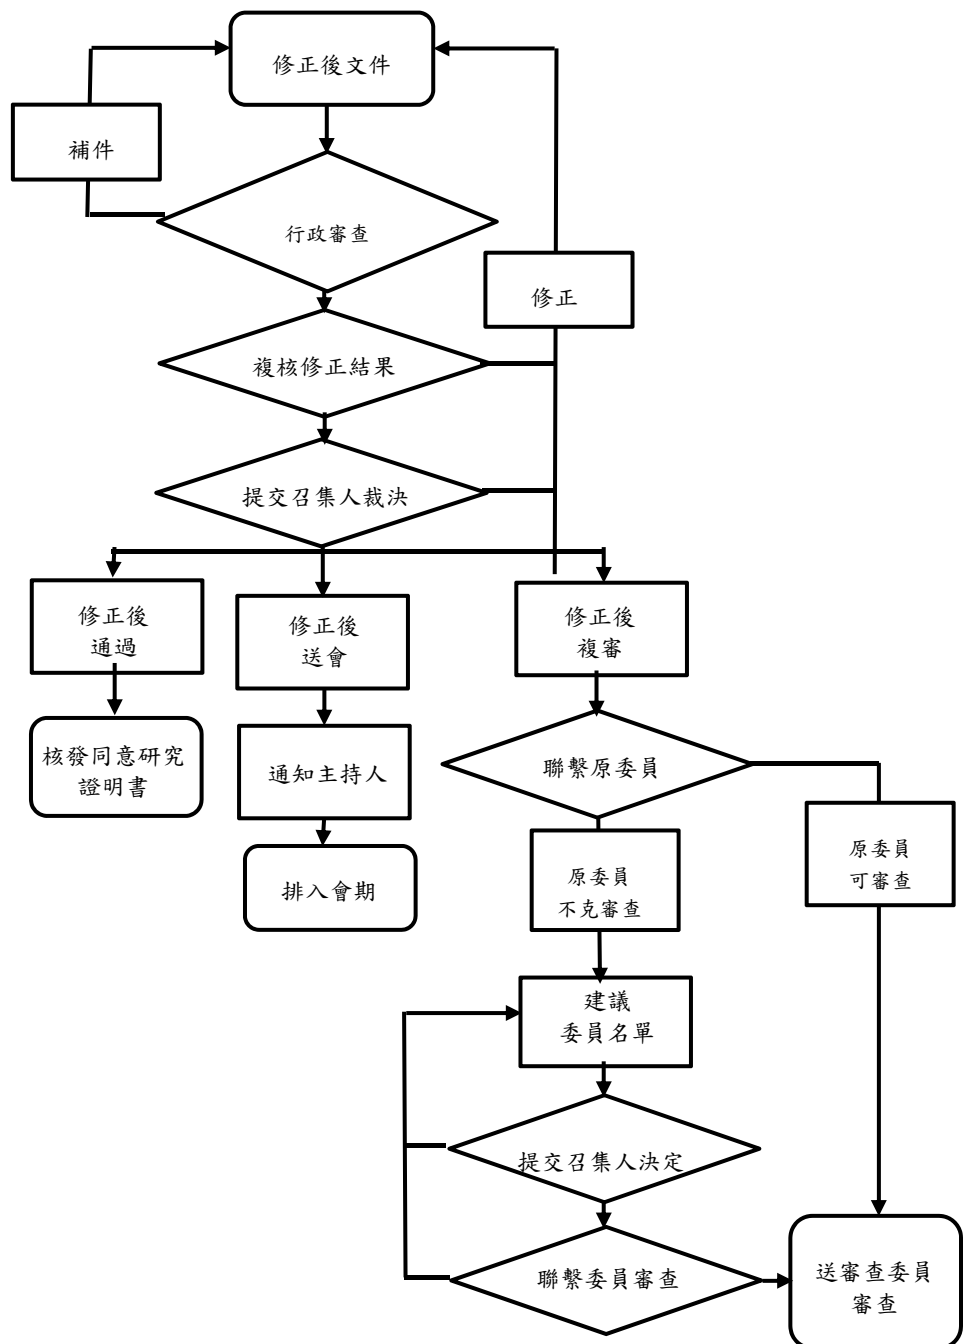 修正後文件
補件
行政審查
修正
複核修正結果
提交召集人裁決
修正後
通過
修正後
送會
修正後
複審
核發同意研究
證明書
通知主持人
聯繫原委員
排入會期
原委員
不克審查
原委員
可審查
建議
委員名單
提交召集人決定
聯繫委員審查
送審查委員
審查